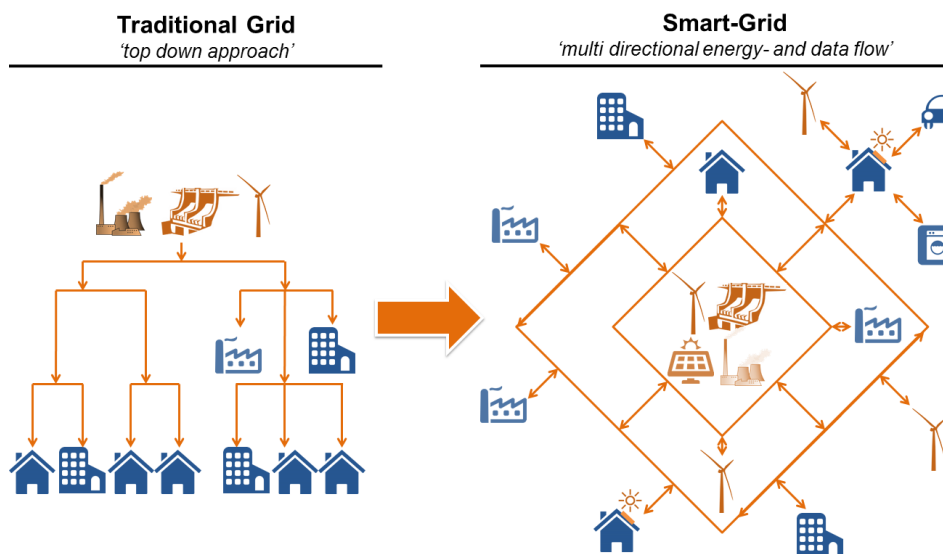 Traditional Grid
‘top down approach’
Smart-Grid
‘multi directional energy- and data flow’